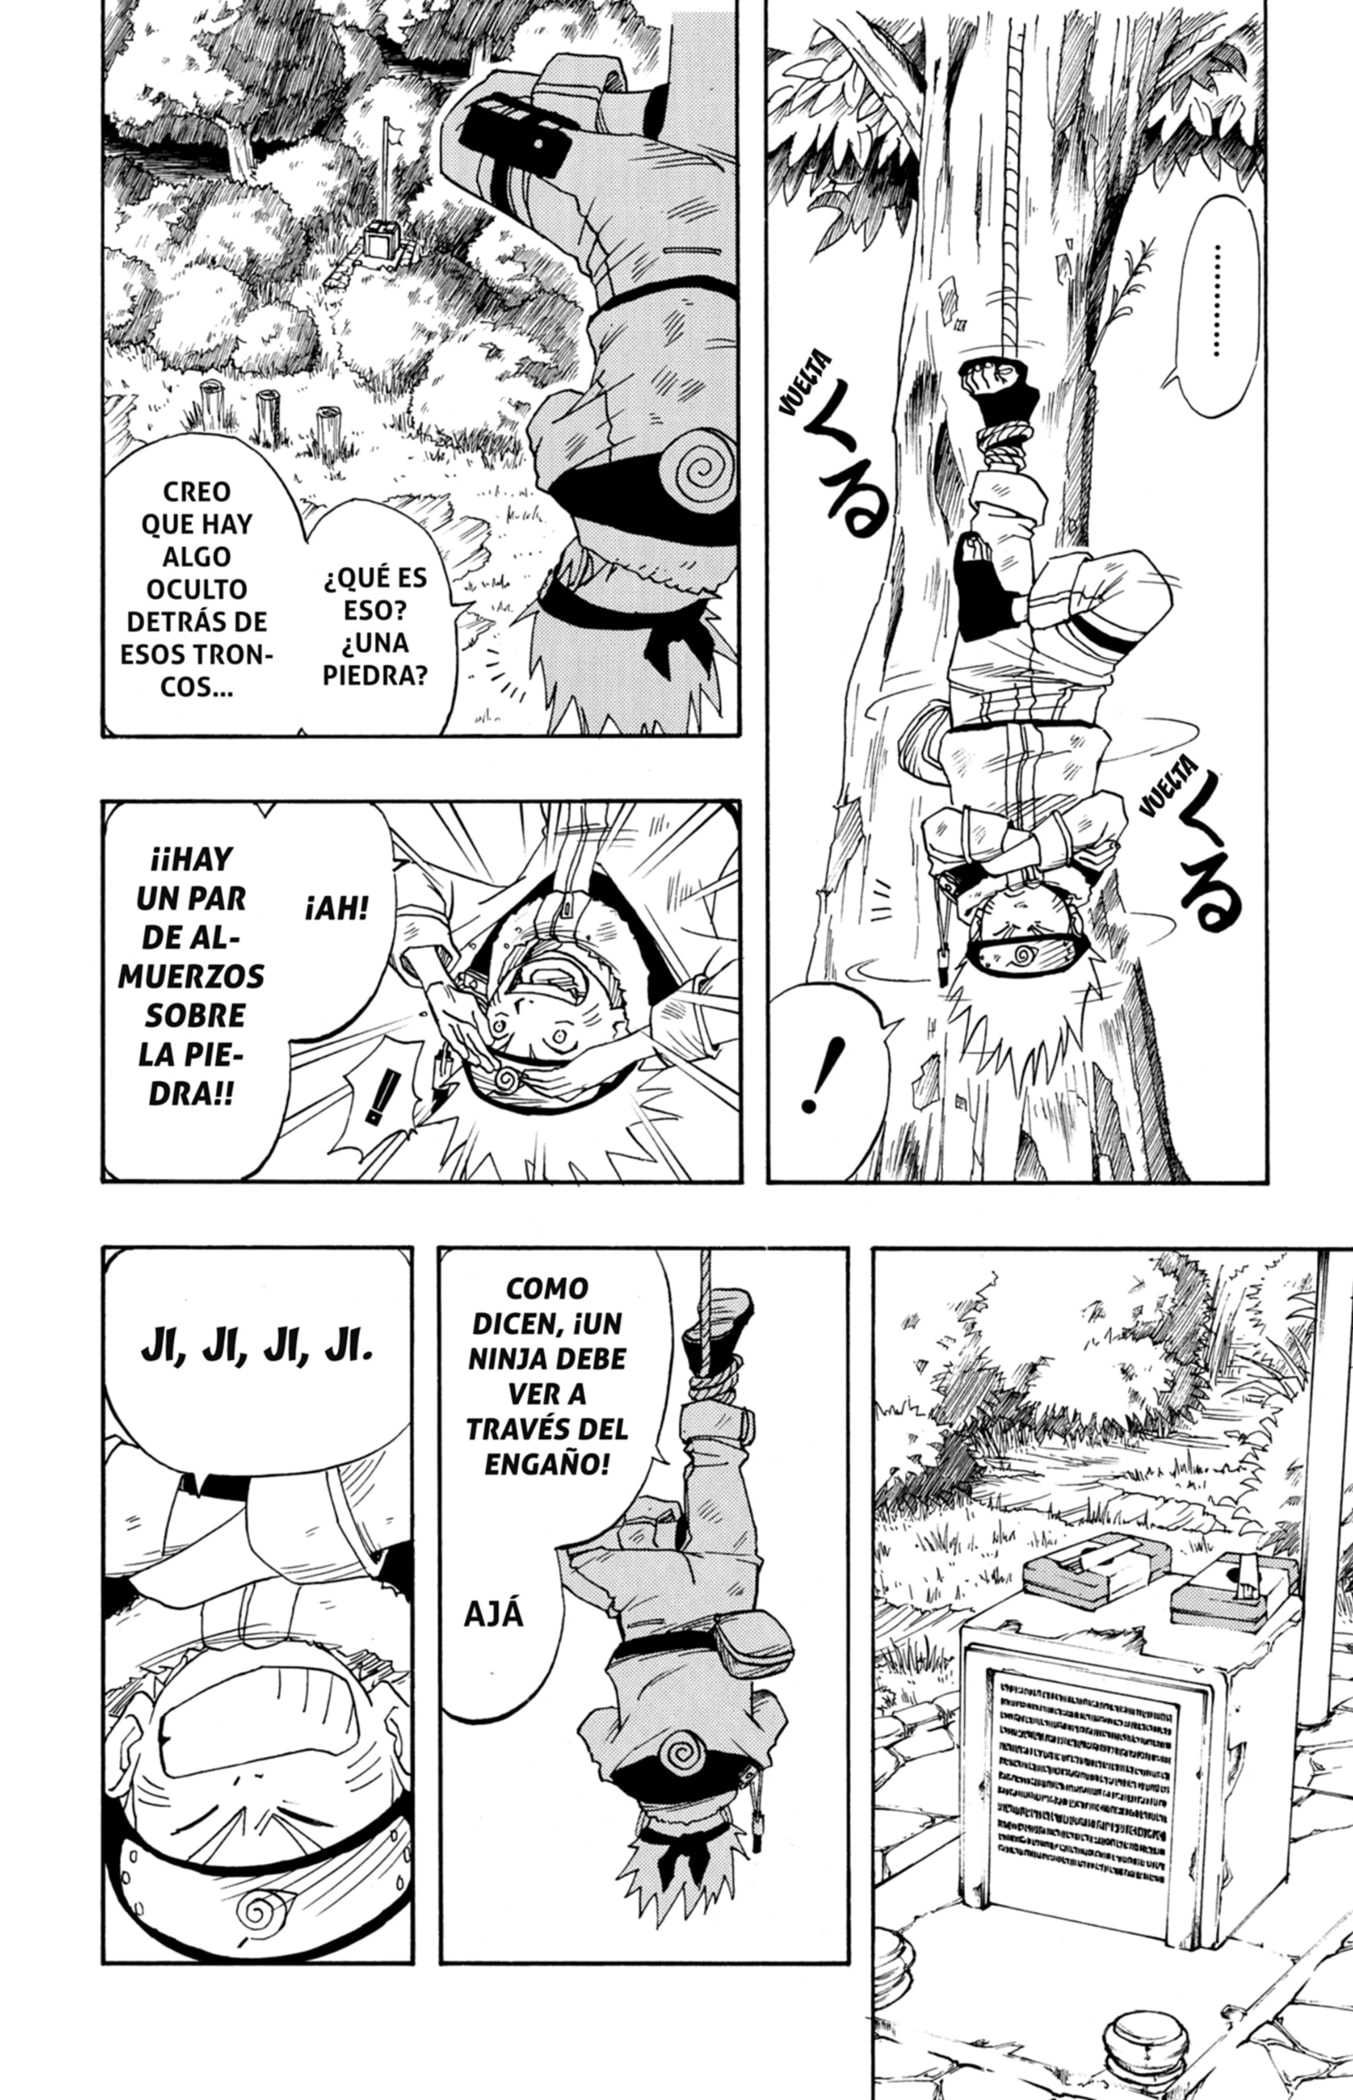 ………
VUELTA
くる
VUELTA
くる
!
¿QUÉ ES
ESO?
¿UNA
PIEDRA?
CREO
QUE HAY
ALGO
OCULTO
DETRÁS DE
ESOS TRON-
COS...
¡AH!
!
¡¡HAY
UN PAR
DE AL-
MUERZOS
SOBRE
LA PIE-
DRA!!
COMO
DICEN, ¡UN
NINJA DEBE
VER A
TRAVÉS DEL
ENGAÑO!
AJÁ
JI, JI, JI, JI.